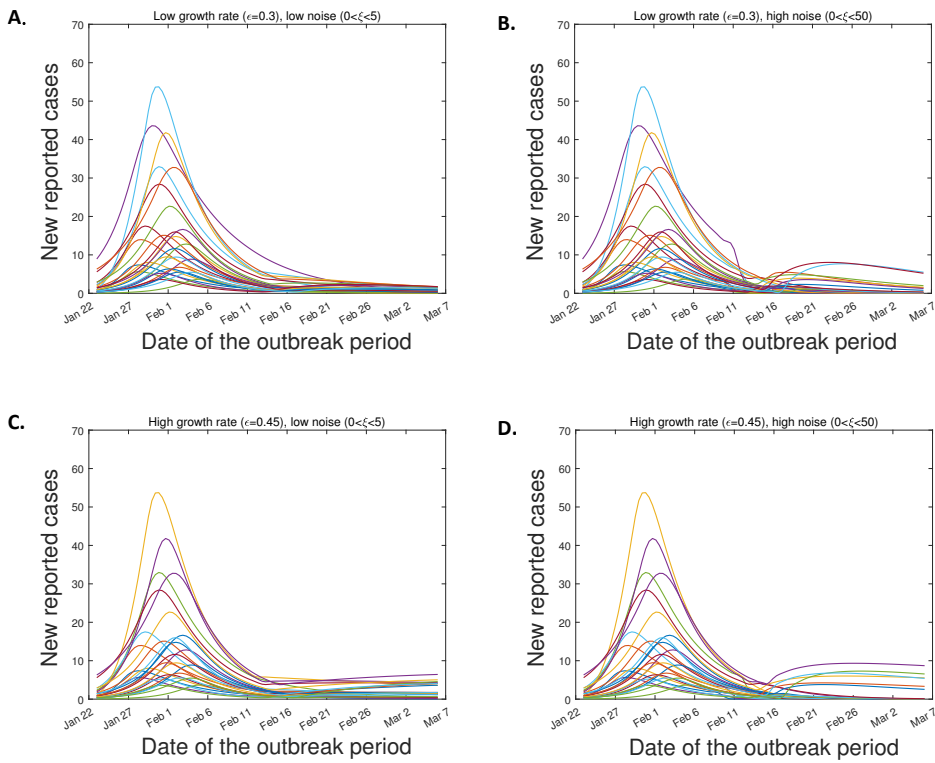 A.
Low growth rate (ϵ=0.3), low noise (0<ξ<5)
New reported cases
70
60
50
40
30
20
10
0
Jan 22
Jan 27
Feb 1
Feb 6
Feb 11
Feb 16
Feb 21
Feb 26
Mar 2
Mar 7
Date of the outbreak period
B.
Low growth rate (ϵ=0.3), high noise (0<ξ<50)
New reported cases
70
60
50
40
30
20
10
0
Jan 22
Jan 27
Feb 1
Feb 6
Feb 11
Feb 16
Feb 21
Feb 26
Mar 2
Mar 7
Date of the outbreak period
C.
High growth rate (ϵ=0.45), low noise (0<ξ<5)
New reported cases
70
60
50
40
30
20
10
0
Jan 22
Jan 27
Feb 1
Feb 6
Feb 11
Feb 16
Feb 21
Feb 26
Mar 2
Mar 7
Date of the outbreak period
D.
High growth rate (ϵ=0.45), high noise (0<ξ<50)
New reported cases
70
60
50
40
30
20
10
0
Jan 22
Jan 27
Feb 1
Feb 6
Feb 11
Feb 16
Feb 21
Feb 26
Mar 2
Mar 7
Date of the outbreak period